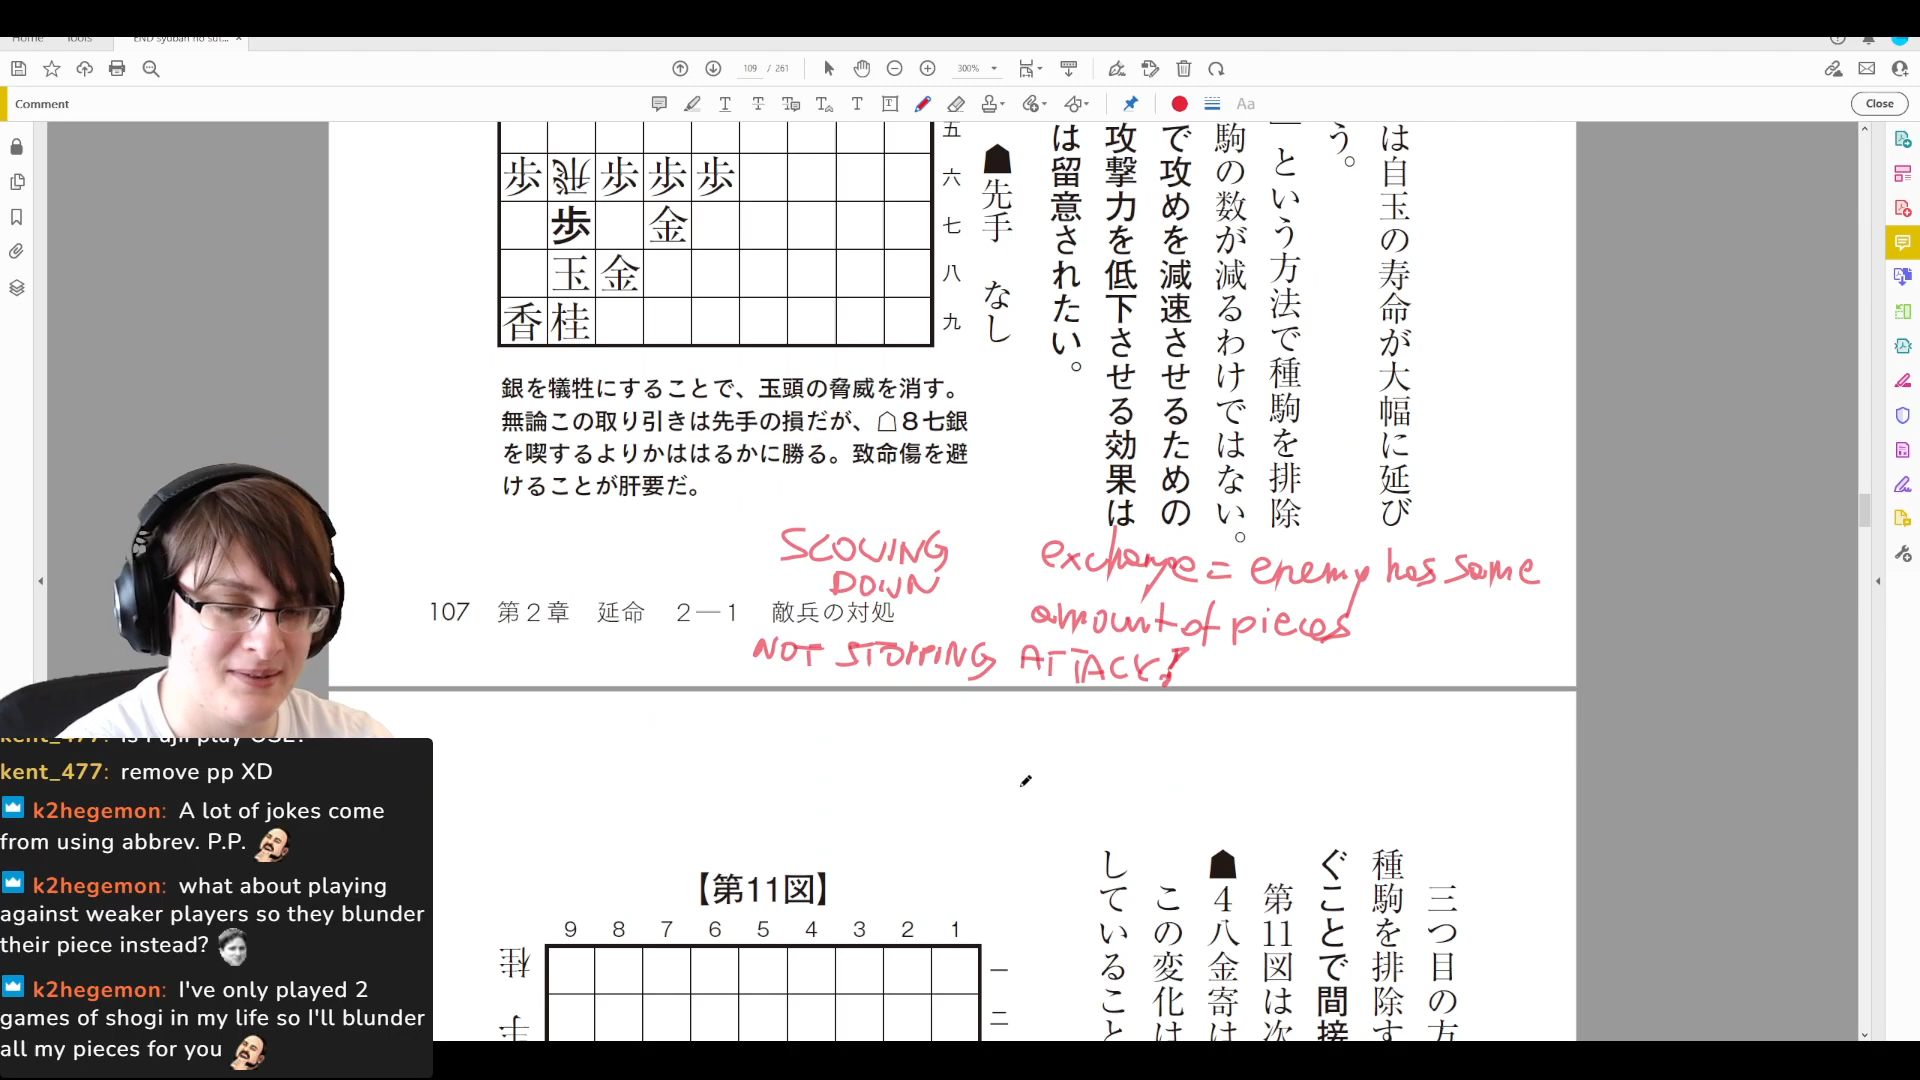 Home Tools END syuban no sut...
109 / 261 300%
Aa
Comment
Close
五
歩 飛 歩 歩 歩 六
歩 金 七
玉 金 八
香 桂 九
☗先手 なし
は自玉の寿命が大幅に延び
う。
という方法で種駒を排除
駒の数が減るわけではない。
で攻めを減速させるための
攻撃力を低下させる効果は
は留意されたい。
銀を犠牲にすることで、玉頭の脅威を消す。
無論この取り引きは先手の損だが、☖8七銀
を喫するよりかははるかに勝る。致命傷を避
けることが肝要だ。
SCOWING
DOWN
exchange = enemy has same
amount of pieces
107 第2章 延命 2―1 敵兵の対処
NOT STOPPING ATTACK!
kent_477: remove pp XD
k2hegemon: A lot of jokes come
from using abbrev. P.P.
k2hegemon: what about playing
against weaker players so they blunder
their piece instead?
k2hegemon: I've only played 2
games of shogi in my life so I'll blunder
all my pieces for you
【第11図】
9 8 7 6 5 4 3 2 1
桂 一
手 二
三つ目の方
種駒を排除す
ぐことで間接
第11図は次
☗4八金寄は
この変化は
していること